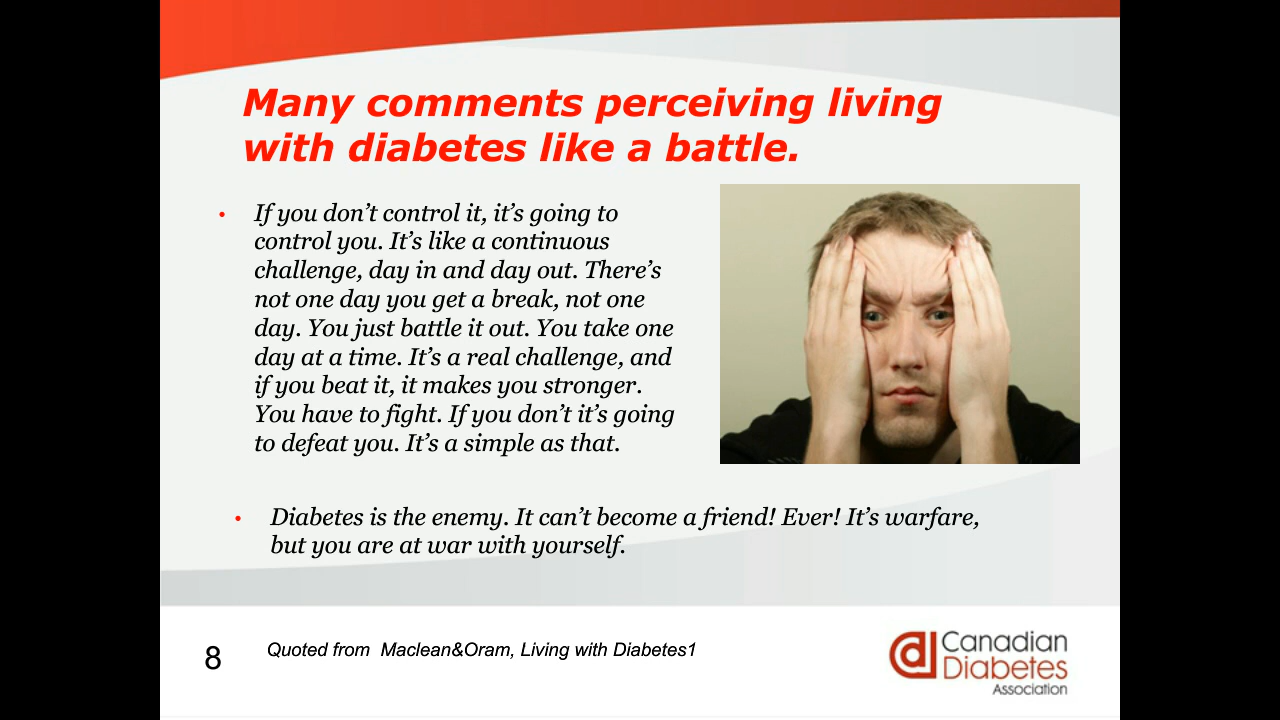 Many comments perceiving living
with diabetes like a battle.
• If you don’t control it, it’s going to
control you. It’s like a continuous
challenge, day in and day out. There’s
not one day you get a break, not one
day. You just battle it out. You take one
day at a time. It’s a real challenge, and
if you beat it, it makes you stronger.
You have to fight. If you don’t it’s going
to defeat you. It’s a simple as that.
• Diabetes is the enemy. It can’t become a friend! Ever! It’s warfare,
but you are at war with yourself.
8
Quoted from  Maclean&Oram, Living with Diabetes1
Canadian
Diabetes
Association